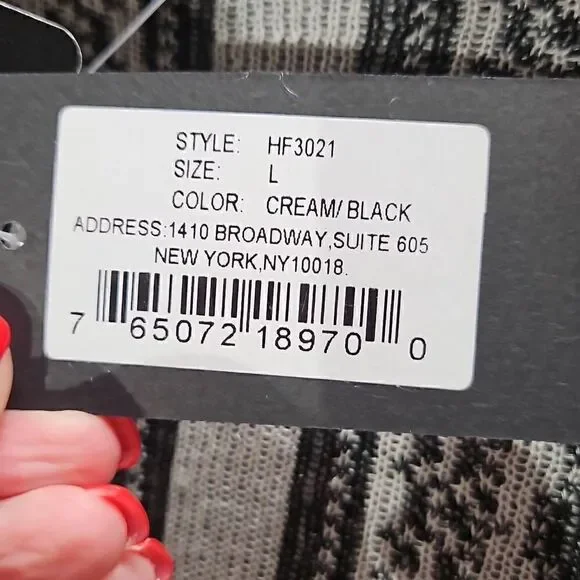 STYLE: HF3021
SIZE: L
COLOR: CREAM/BLACK
ADDRESS:1410 BROADWAY,SUITE 605
NEW YORK,NY10018.
7 65072 18970 0